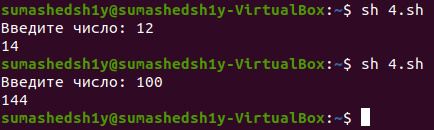 sumashedsh1y@sumashedsh1y-VirtualBox:~$ sh 4.sh
Введите число: 12
14
sumashedsh1y@sumashedsh1y-VirtualBox:~$ sh 4.sh
Введите число: 100
144
sumashedsh1y@sumashedsh1y-VirtualBox:~$